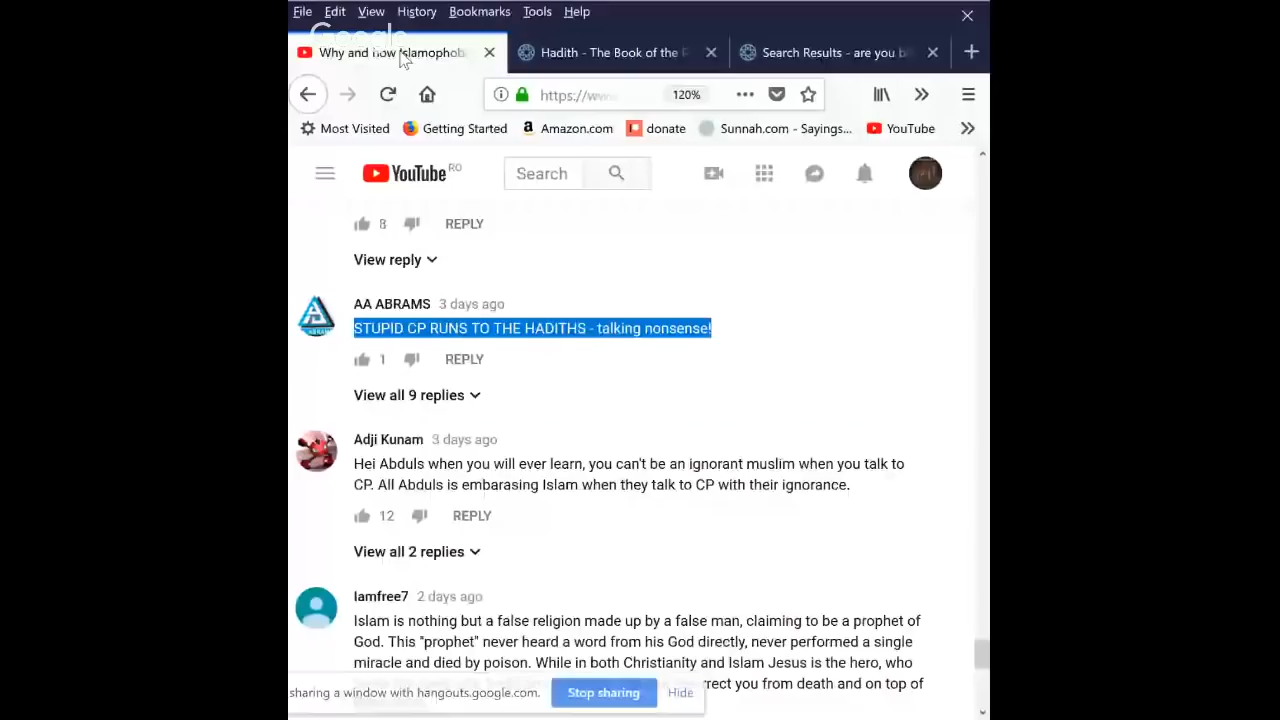 File Edit View History Bookmarks Tools Help
Google
Why and how Islamophob
Hadith - The Book of the
Search Results - are you b
120%
Most Visited Getting Started Amazon.com donate Sunnah.com - Sayings... YouTube
YouTube RO
Search
8 REPLY
View reply
AA ABRAMS 3 days ago
STUPID CP RUNS TO THE HADITHS - talking nonsense!
1 REPLY
View all 9 replies
Adji Kunam 3 days ago
Hei Abduls when you will ever learn, you can't be an ignorant muslim when you talk to
CP. All Abduls is embarasing Islam when they talk to CP with their ignorance.
12 REPLY
View all 2 replies
Iamfree7 2 days ago
Islam is nothing but a false religion made up by a false man, claiming to be a prophet of
God. This "prophet" never heard a word from his God directly, never performed a single
miracle and died by poison. While in both Christianity and Islam Jesus is the hero, who
rrect you from death and on top of
sharing a window with hangouts.google.com. Stop sharing Hide